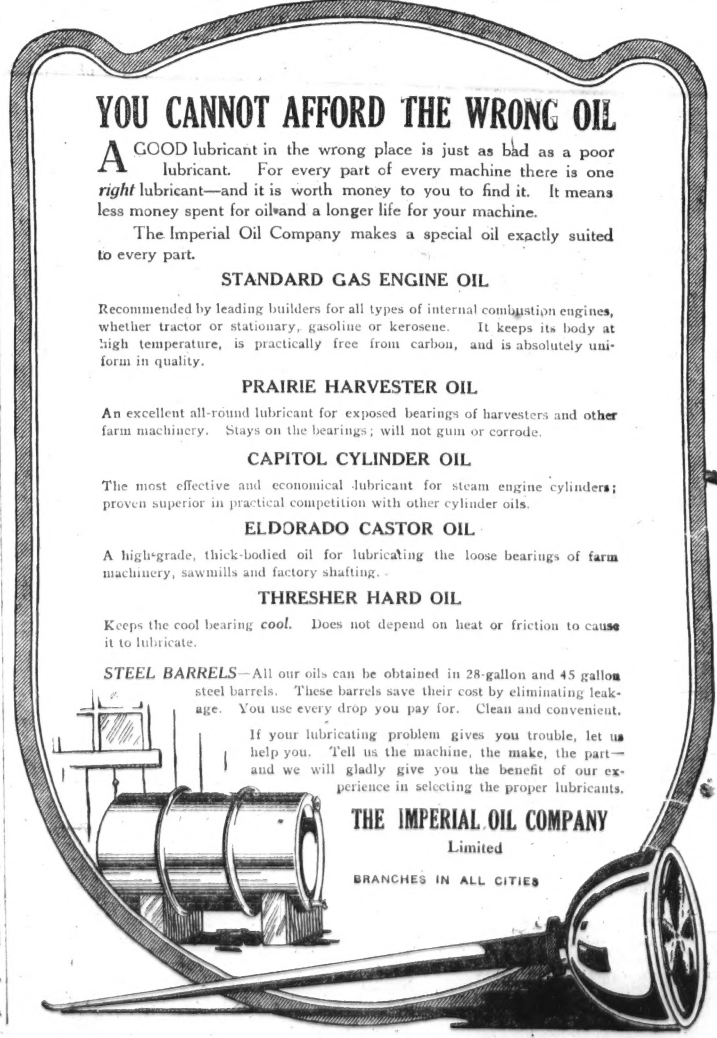 YOU CANNOT AFFORD THE WRONG OIL
A GOOD lubricant in the wrong place is just as bad as a poor
lubricant. For every part of every machine there is one
right lubricant—and it is worth money to you to find it. It means
less money spent for oil and a longer life for your machine.
The Imperial Oil Company makes a special oil exactly suited
to every part.
STANDARD GAS ENGINE OIL
Recommended by leading builders for all types of internal combustion engines,
whether tractor or stationary, gasoline or kerosene. It keeps its body at
high temperature, is practically free from carbon, and is absolutely uni-
form in quality.
PRAIRIE HARVESTER OIL
An excellent all-round lubricant for exposed bearings of harvesters and other
farm machinery. Stays on the bearings; will not gum or corrode.
CAPITOL CYLINDER OIL
The most effective and economical lubricant for steam engine cylinders;
proven superior in practical competition with other cylinder oils.
ELDORADO CASTOR OIL
A high-grade, thick-bodied oil for lubricating the loose bearings of farm
machinery, sawmills and factory shafting.
THRESHER HARD OIL
Keeps the cool bearing cool. Does not depend on heat or friction to cause
it to lubricate.
STEEL BARRELS—All our oils can be obtained in 28-gallon and 45 gallon
steel barrels. These barrels save their cost by eliminating leak-
age. You use every drop you pay for. Clean and convenient.
If your lubricating problem gives you trouble, let us
help you. Tell us the machine, the make, the part—
and we will gladly give you the benefit of our ex-
perience in selecting the proper lubricants.
THE IMPERIAL OIL COMPANY
Limited
BRANCHES IN ALL CITIES